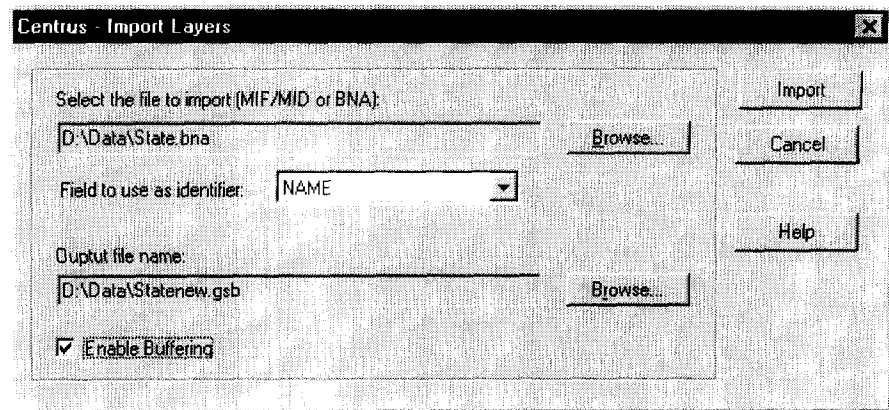 Centrus - Import Layers
Select the file to import (MIF/MID or BNA):
D:\Data\State.bna
Browse...
Field to use as identifier:
NAME
Ouptut file name:
D:\Data\Statenew.gsb
Browse...
Enable Buffering
Import
Cancel
Help